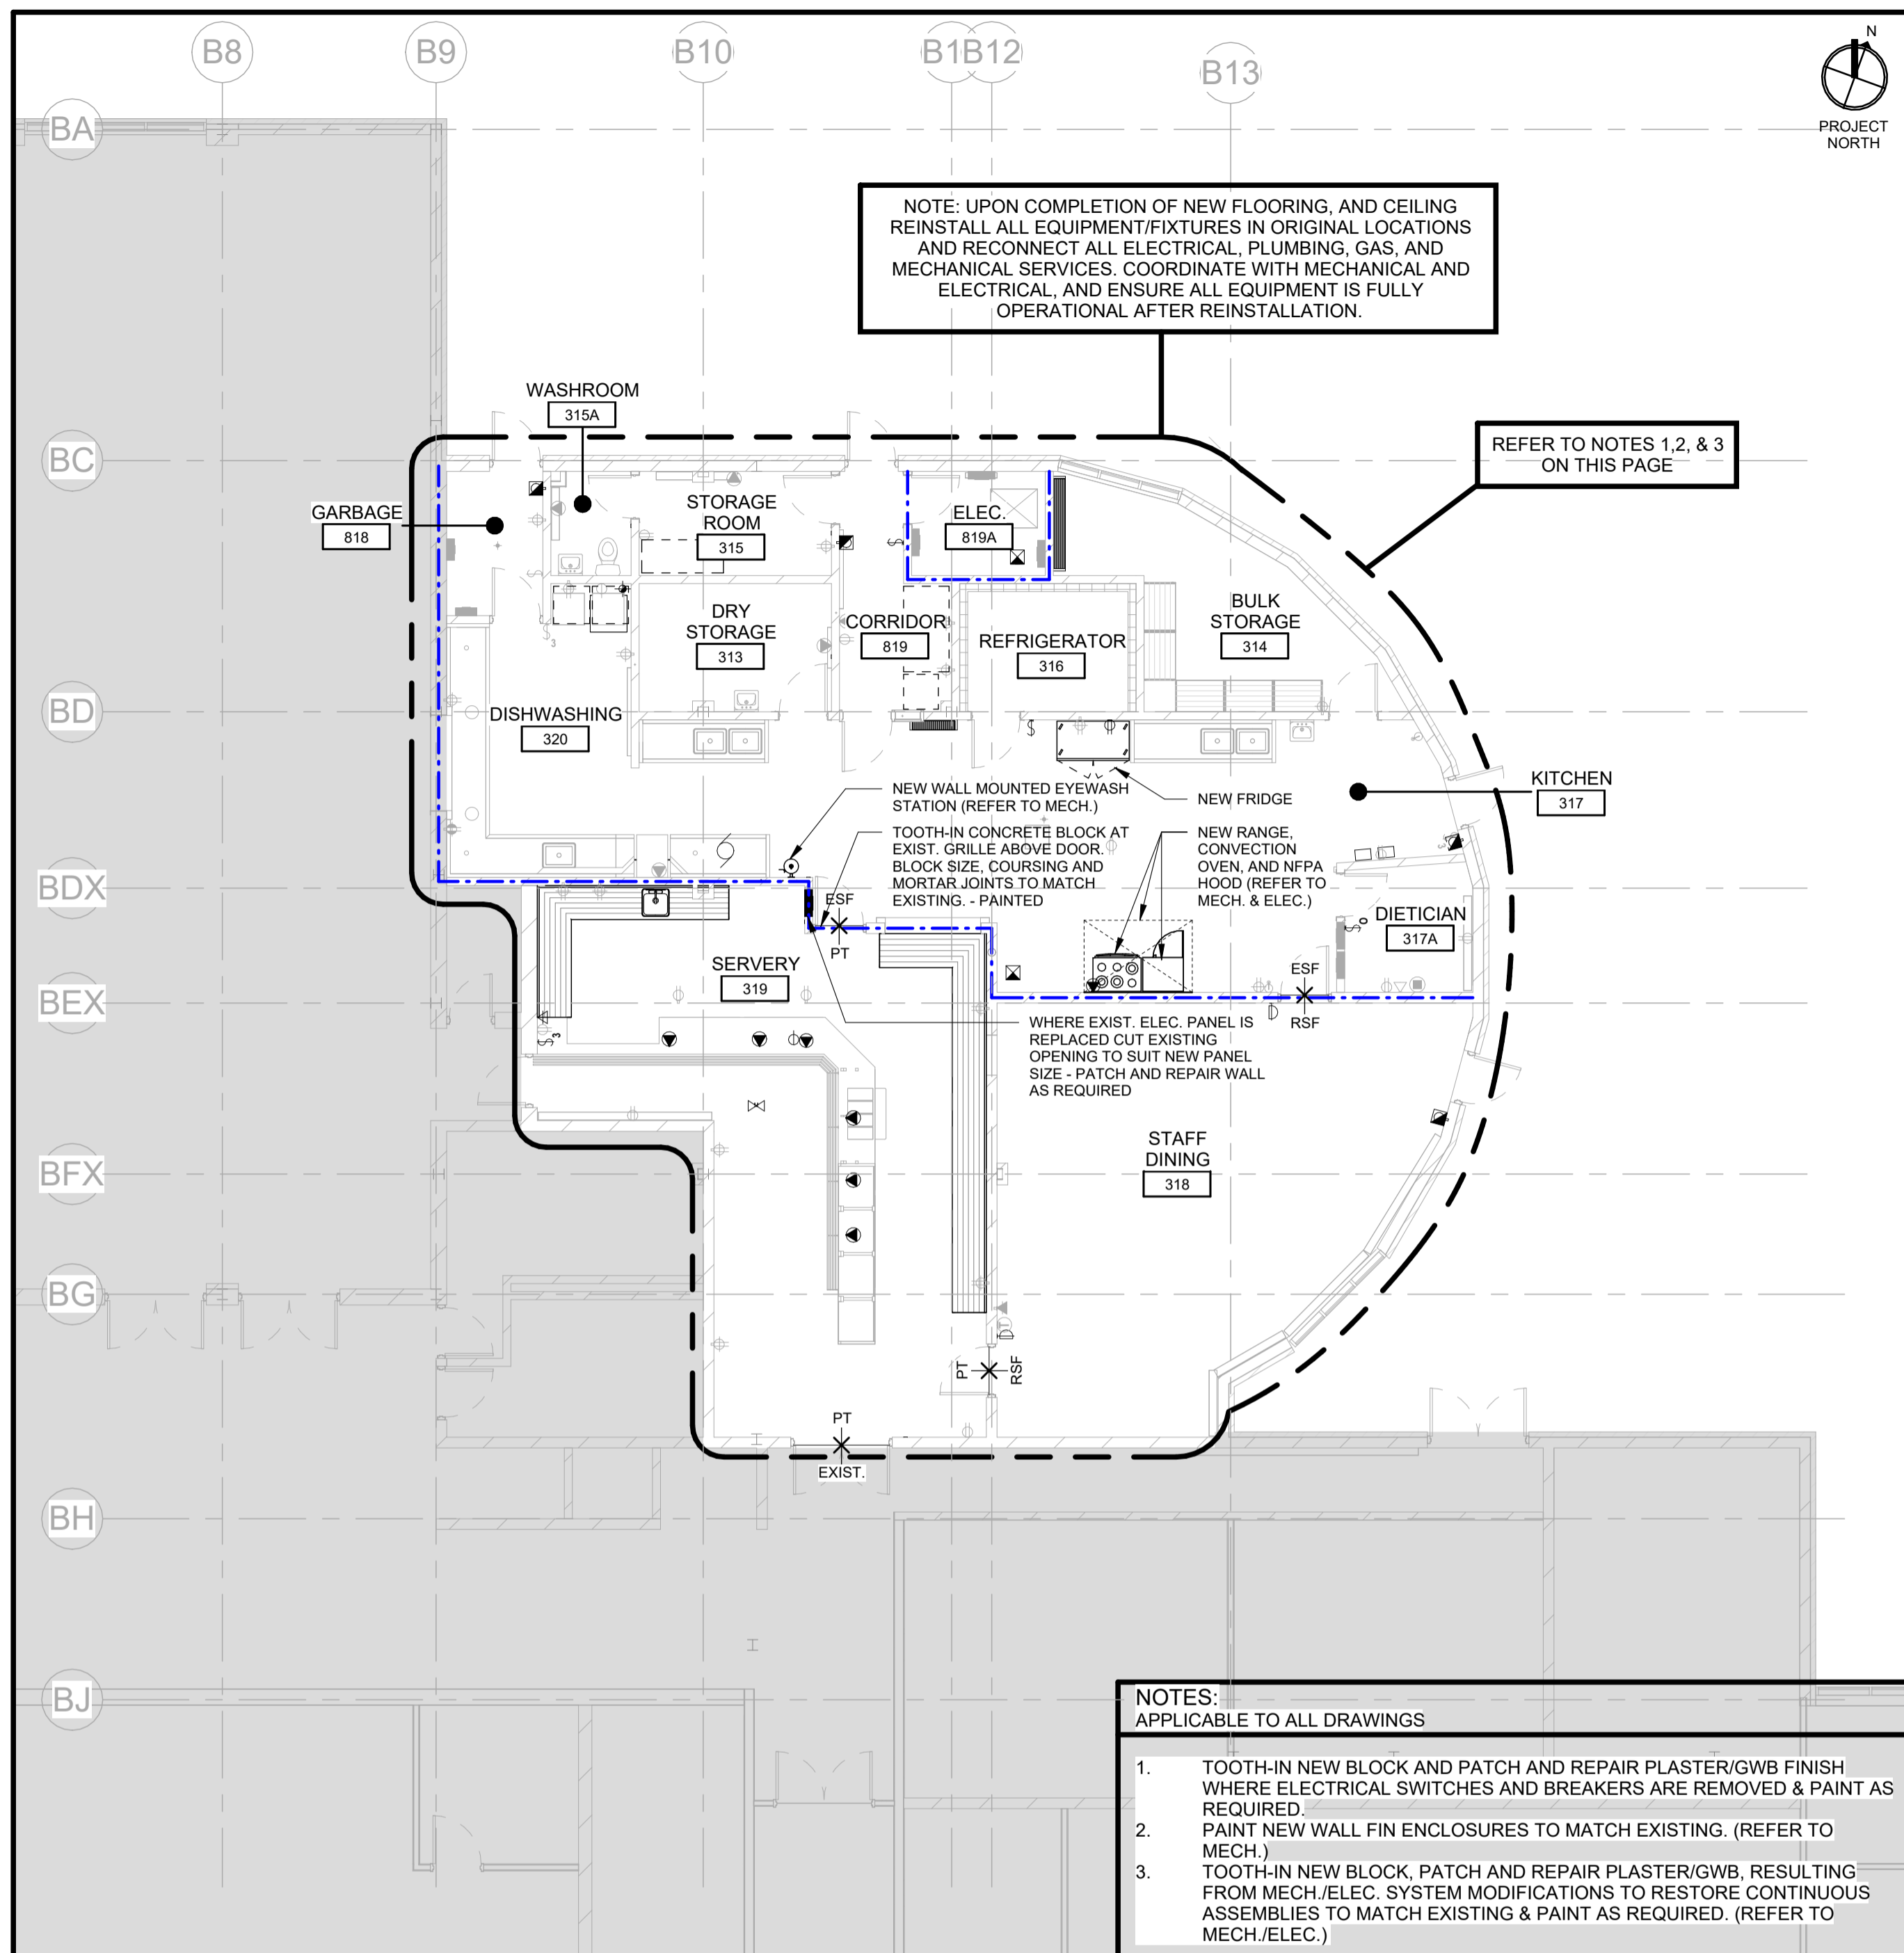 B8
B9
B10
B1
B12
B13
N
PROJECT
NORTH
BA
NOTE: UPON COMPLETION OF NEW FLOORING, AND CEILING
REINSTALL ALL EQUIPMENT/FIXTURES IN ORIGINAL LOCATIONS
AND RECONNECT ALL ELECTRICAL, PLUMBING, GAS, AND
MECHANICAL SERVICES. COORDINATE WITH MECHANICAL AND
ELECTRICAL, AND ENSURE ALL EQUIPMENT IS FULLY
OPERATIONAL AFTER REINSTALLATION.
WASHROOM
315A
BC
REFER TO NOTES 1,2, & 3
ON THIS PAGE
GARBAGE
818
STORAGE
ROOM
315
ELEC.
819A
DRY
STORAGE
313
CORRIDOR
819
REFRIGERATOR
316
BULK
STORAGE
314
BD
DISHWASHING
320
KITCHEN
317
NEW WALL MOUNTED EYEWASH
STATION (REFER TO MECH.)
NEW FRIDGE
TOOTH-IN CONCRETE BLOCK AT
EXIST. GRILLE ABOVE DOOR.
BLOCK SIZE, COURSING AND
MORTAR JOINTS TO MATCH
EXISTING. - PAINTED
NEW RANGE,
CONVECTION
OVEN, AND NFPA
HOOD (REFER TO
MECH. & ELEC.)
BDX
ESF
PT
DIETICIAN
317A
SERVERY
319
ESF
RSF
BEX
WHERE EXIST. ELEC. PANEL IS
REPLACED CUT EXISTING
OPENING TO SUIT NEW PANEL
SIZE - PATCH AND REPAIR WALL
AS REQUIRED
STAFF
DINING
318
BFX
BG
PT
RSF
PT
EXIST.
BH
BJ
NOTES:
APPLICABLE TO ALL DRAWINGS
1. TOOTH-IN NEW BLOCK AND PATCH AND REPAIR PLASTER/GWB FINISH
WHERE ELECTRICAL SWITCHES AND BREAKERS ARE REMOVED & PAINT AS
REQUIRED.
2. PAINT NEW WALL FIN ENCLOSURES TO MATCH EXISTING. (REFER TO
MECH.)
3. TOOTH-IN NEW BLOCK, PATCH AND REPAIR PLASTER/GWB, RESULTING
FROM MECH./ELEC. SYSTEM MODIFICATIONS TO RESTORE CONTINUOUS
ASSEMBLIES TO MATCH EXISTING & PAINT AS REQUIRED. (REFER TO
MECH./ELEC.)